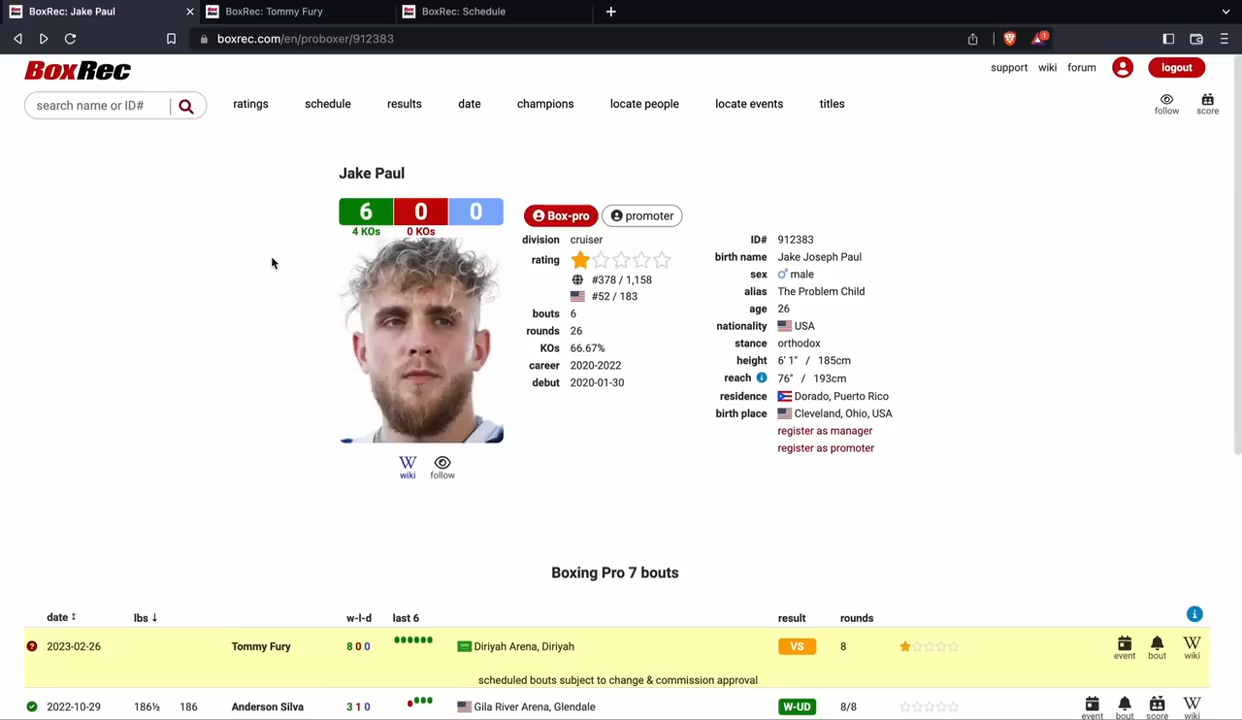 BoxRec: Jake Paul
BoxRec: Tommy Fury
BoxRec: Schedule
boxrec.com/en/proboxer/912383
1
BoxRec
support wiki forum logout
search name or ID#
ratings schedule results date champions locate people locate events titles
follow score
Jake Paul
6 0 0
4 KOs 0 KOs
Box-pro promoter
division cruiser
rating
#378 / 1,158
#52 / 183
bouts 6
rounds 26
KOs 66.67%
career 2020-2022
debut 2020-01-30
ID# 912383
birth name Jake Joseph Paul
sex ♂ male
alias The Problem Child
age 26
nationality USA
stance orthodox
height 6' 1" / 185cm
reach 76" / 193cm
residence Dorado, Puerto Rico
birth place Cleveland, Ohio, USA
register as manager
register as promoter
W
wiki follow
Boxing Pro 7 bouts
date lbs w-l-d last 6 result rounds
2023-02-26 Tommy Fury 8 0 0 Diriyah Arena, Diriyah VS 8
event bout wiki
scheduled bouts subject to change & commission approval
2022-10-29 186½ 186 Anderson Silva 3 1 0 Gila River Arena, Glendale W-UD 8/8
event bout score wiki